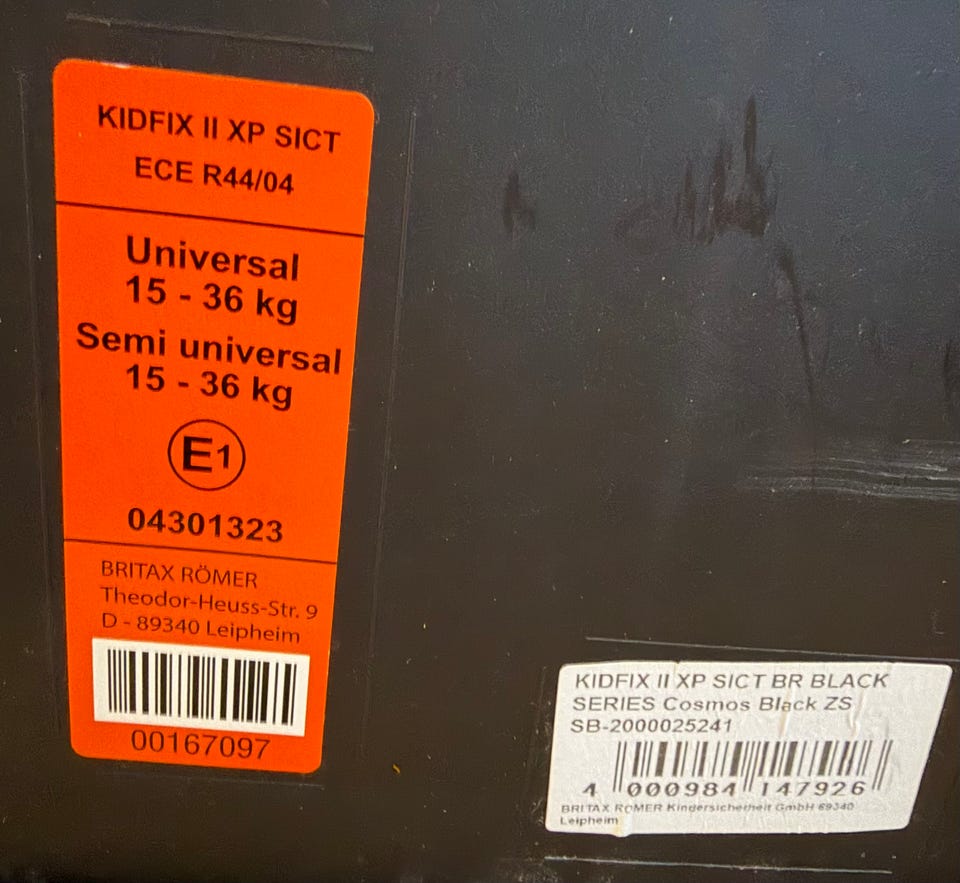 KIDFIX II XP SICT
ECE R44/04
Universal
15 - 36 kg
Semi universal
15 - 36 kg
E1
04301323
BRITAX RÖMER
Theodor-Heuss-Str. 9
D - 89340 Leipheim
00167097
KIDFIX II XP SICT BR BLACK
SERIES Cosmos Black ZS
SB-2000025241
4 000984 147926
BRITAX RÖMER Kindersicherheit GmbH 89340
Leipheim